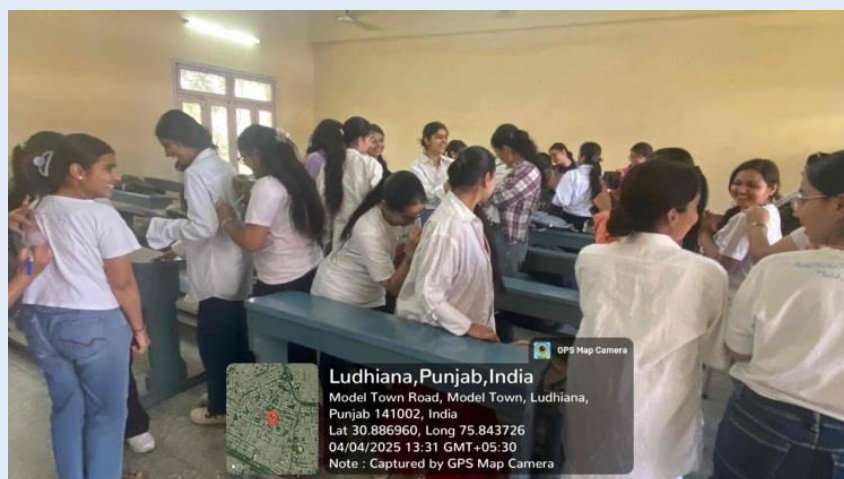 GPS Map Camera
Ludhiana,Punjab,India
Model Town Road, Model Town, Ludhiana,
Punjab 141002, India
Lat 30.886960, Long 75.843726
04/04/2025 13:31 GMT+05:30
Note : Captured by GPS Map Camera